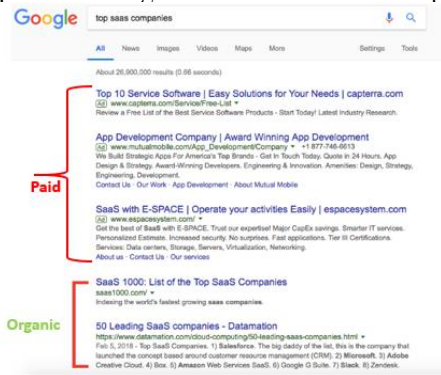 Google
top saas companies
All News Images Videos Maps More Settings Tools
About 26,900,000 results (0.86 seconds)
Top 10 Service Software | Easy Solutions for Your Needs | capterra.com
Ad www.capterra.com/Service/Free-List
Review a Free List of the Best Service Software Products - Start Today! Latest Industry Research.
App Development Company | Award Winning App Development
Ad www.mutualmobile.com/App_Development/Company +1 877-746-6613
We Build Strategic Apps For America's Top Brands - Get In Touch Today. Quote in 24 Hours, App
Design & Strategy, Award-Winning Developers. Engineering & Innovation. Amenities: Design, Strategy,
Engineering, Development.
Contact Us · Our Work · App Development · About Mutual Mobile
Paid
SaaS with E-SPACE | Operate your activities Easily | espacesystem.com
Ad www.espacesystem.com/
Get the best of SaaS with E-SPACE. Trust our expertise! Major CapEx savings. Smarter IT services.
Personalized Estimate. Increased security. No surprises. Fast applications. Tier III Certifications.
Services: Data centers, Storage, Servers, Virtualization, Networking.
About us · Contact Us · Our services
SaaS 1000: List of the Top SaaS Companies
saas1000.com/
Indexing the world's fastest growing saas companies.
Organic
50 Leading SaaS companies - Datamation
https://www.datamation.com/cloud-computing/50-leading-saas-companies.html
Feb 5, 2018 - Top SaaS Companies. 1) Salesforce. The big daddy of the list, this is the company that
launched the concept based around customer resource management (CRM). 2) Microsoft. 3) Adobe
Creative Cloud. 4) Box. 5) Amazon Web Services. 6) Google G Suite. 7) Slack. 8) Zendesk.